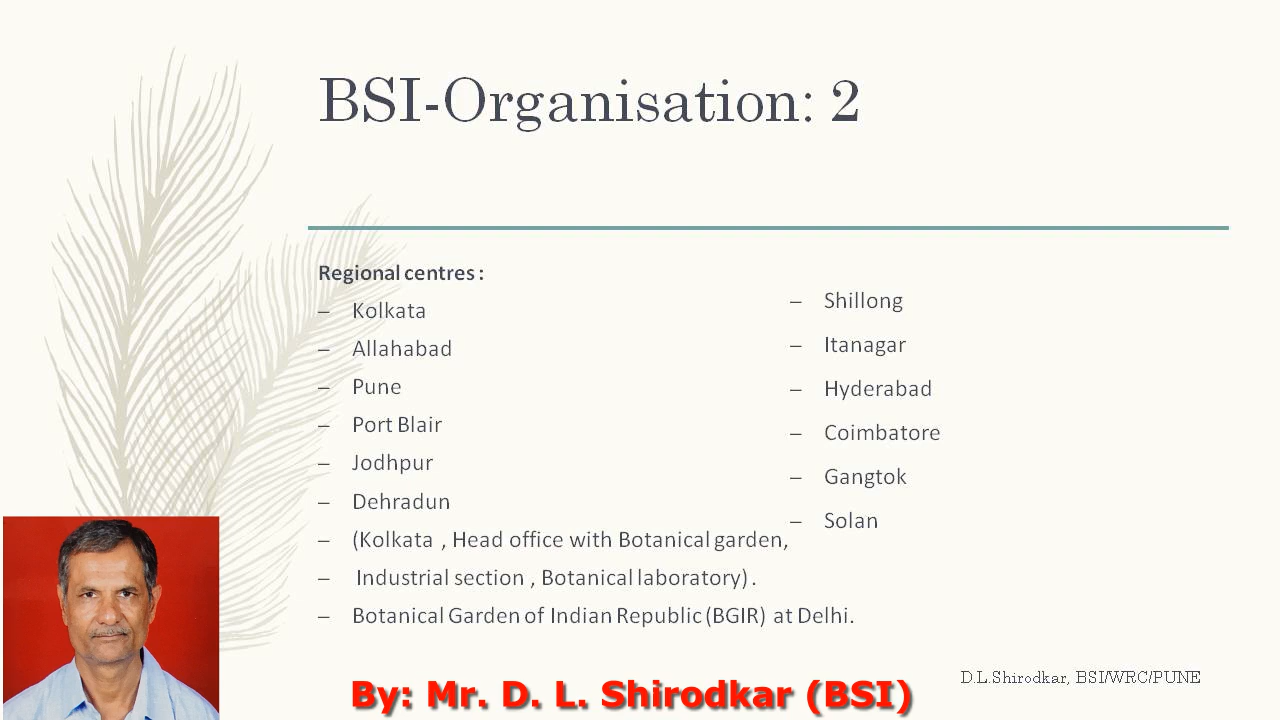 BSI-Organisation: 2
Regional centres :
– Kolkata
– Allahabad
– Pune
– Port Blair
– Jodhpur
– Dehradun
– (Kolkata , Head office with Botanical garden,
– Industrial section , Botanical laboratory) .
– Botanical Garden of Indian Republic (BGIR) at Delhi.
– Shillong
– Itanagar
– Hyderabad
– Coimbatore
– Gangtok
– Solan
D.L.Shirodkar, BSI/WRC/PUNE
By: Mr. D. L. Shirodkar (BSI)